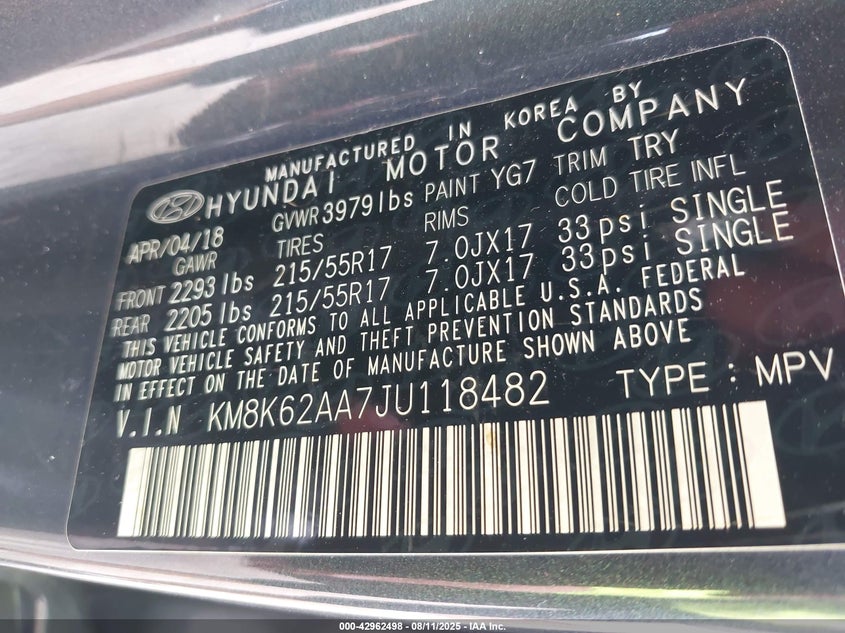 MANUFACTURED IN KOREA BY
HYUNDAI MOTOR COMPANY
APR/04/18 GVWR 3979lbs PAINT YG7 TRIM TRY
GAWR TIRES RIMS COLD TIRE INFL
FRONT 2293 lbs 215/55R17 7.0JX17 33psi SINGLE
REAR 2205 lbs 215/55R17 7.0JX17 33psi SINGLE
THIS VEHICLE CONFORMS TO ALL APPLICABLE U.S.A. FEDERAL
MOTOR VEHICLE SAFETY AND THEFT PREVENTION STANDARDS
IN EFFECT ON THE DATE OF MANUFACTURE SHOWN ABOVE
V.I.N KM8K62AA7JU118482 TYPE : MPV
000-42962498 - 08/11/2025 - IAA Inc.